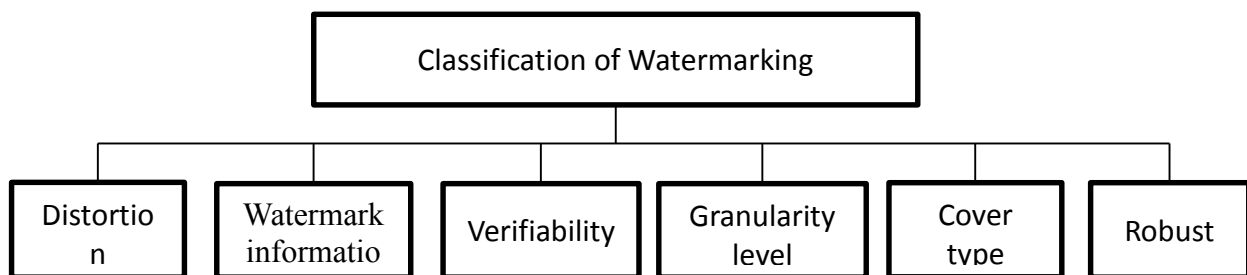 Classification of Watermarking
Distortio
n
Watermark
informatio
Verifiability
Granularity
level
Cover
type
Robust